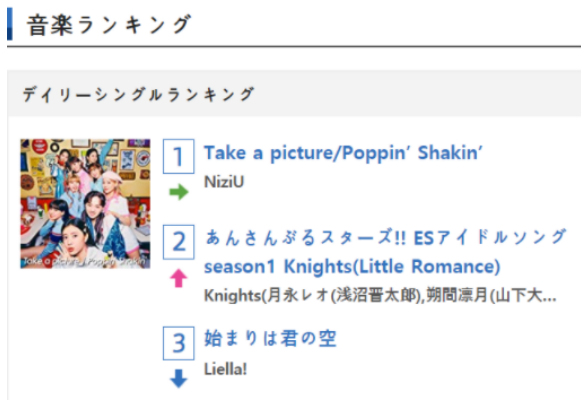 音楽ランキング
デイリーシングルランキング
1 Take a picture/Poppin’ Shakin’
NiziU
Take a picture / Poppin' Shakin'
2 あんさんぶるスターズ!! ESアイドルソング
season1 Knights(Little Romance)
Knights(月永レオ(浅沼晋太郎),朔間凛月(山下大...
3 始まりは君の空
Liella!